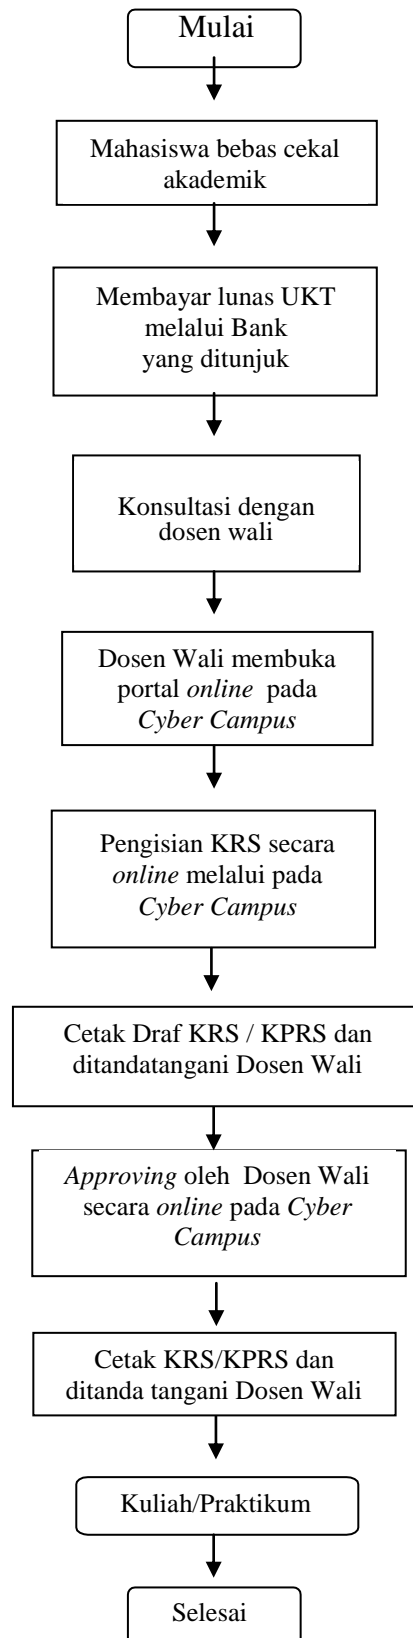 Mulai
Mahasiswa bebas cekal
akademik
Membayar lunas UKT
melalui Bank
yang ditunjuk
Konsultasi dengan
dosen wali
Dosen Wali membuka
portal online pada
Cyber Campus
Pengisian KRS secara
online melalui pada
Cyber Campus
Cetak Draf KRS / KPRS dan
ditandatangani Dosen Wali
Approving oleh Dosen Wali
secara online pada Cyber
Campus
Cetak KRS/KPRS dan
ditanda tangani Dosen Wali
Kuliah/Praktikum
Selesai